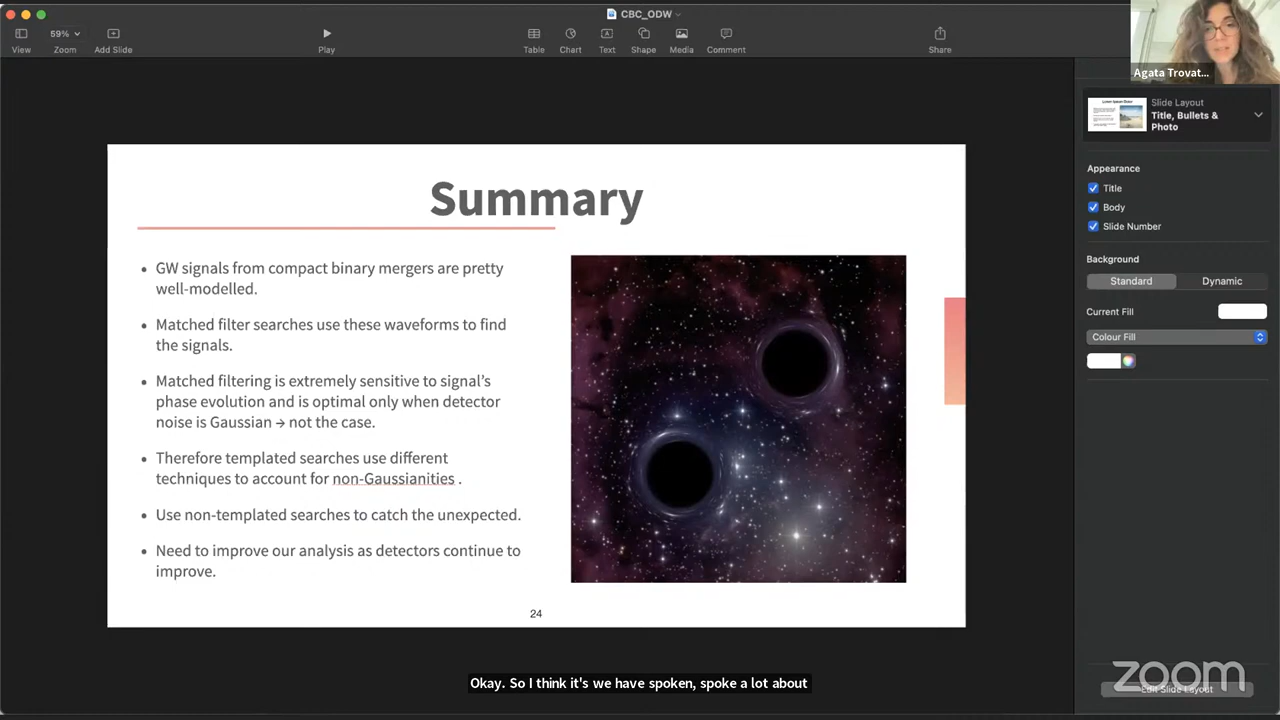 CBC_ODW
59%
View
Zoom
Add Slide
Play
Table
Chart
Text
Shape
Media
Comment
Share
Agata Trovat...
Slide Layout
Title, Bullets &
Photo
Appearance
Title
Body
Slide Number
Background
Standard
Dynamic
Current Fill
Colour Fill
Summary
• GW signals from compact binary mergers are pretty
well-modelled.
• Matched filter searches use these waveforms to find
the signals.
• Matched filtering is extremely sensitive to signal's
phase evolution and is optimal only when detector
noise is Gaussian → not the case.
• Therefore templated searches use different
techniques to account for non-Gaussianities .
• Use non-templated searches to catch the unexpected.
• Need to improve our analysis as detectors continue to
improve.
24
Okay. So I think it's we have spoken, spoke a lot about
zoom
Edit Slide Layout